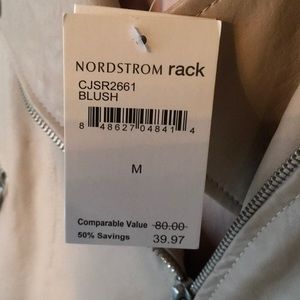 NORDSTROM rack
CJSR2661
BLUSH
8 48627 04841 4
M
Comparable Value 80.00
50% Savings 39.97